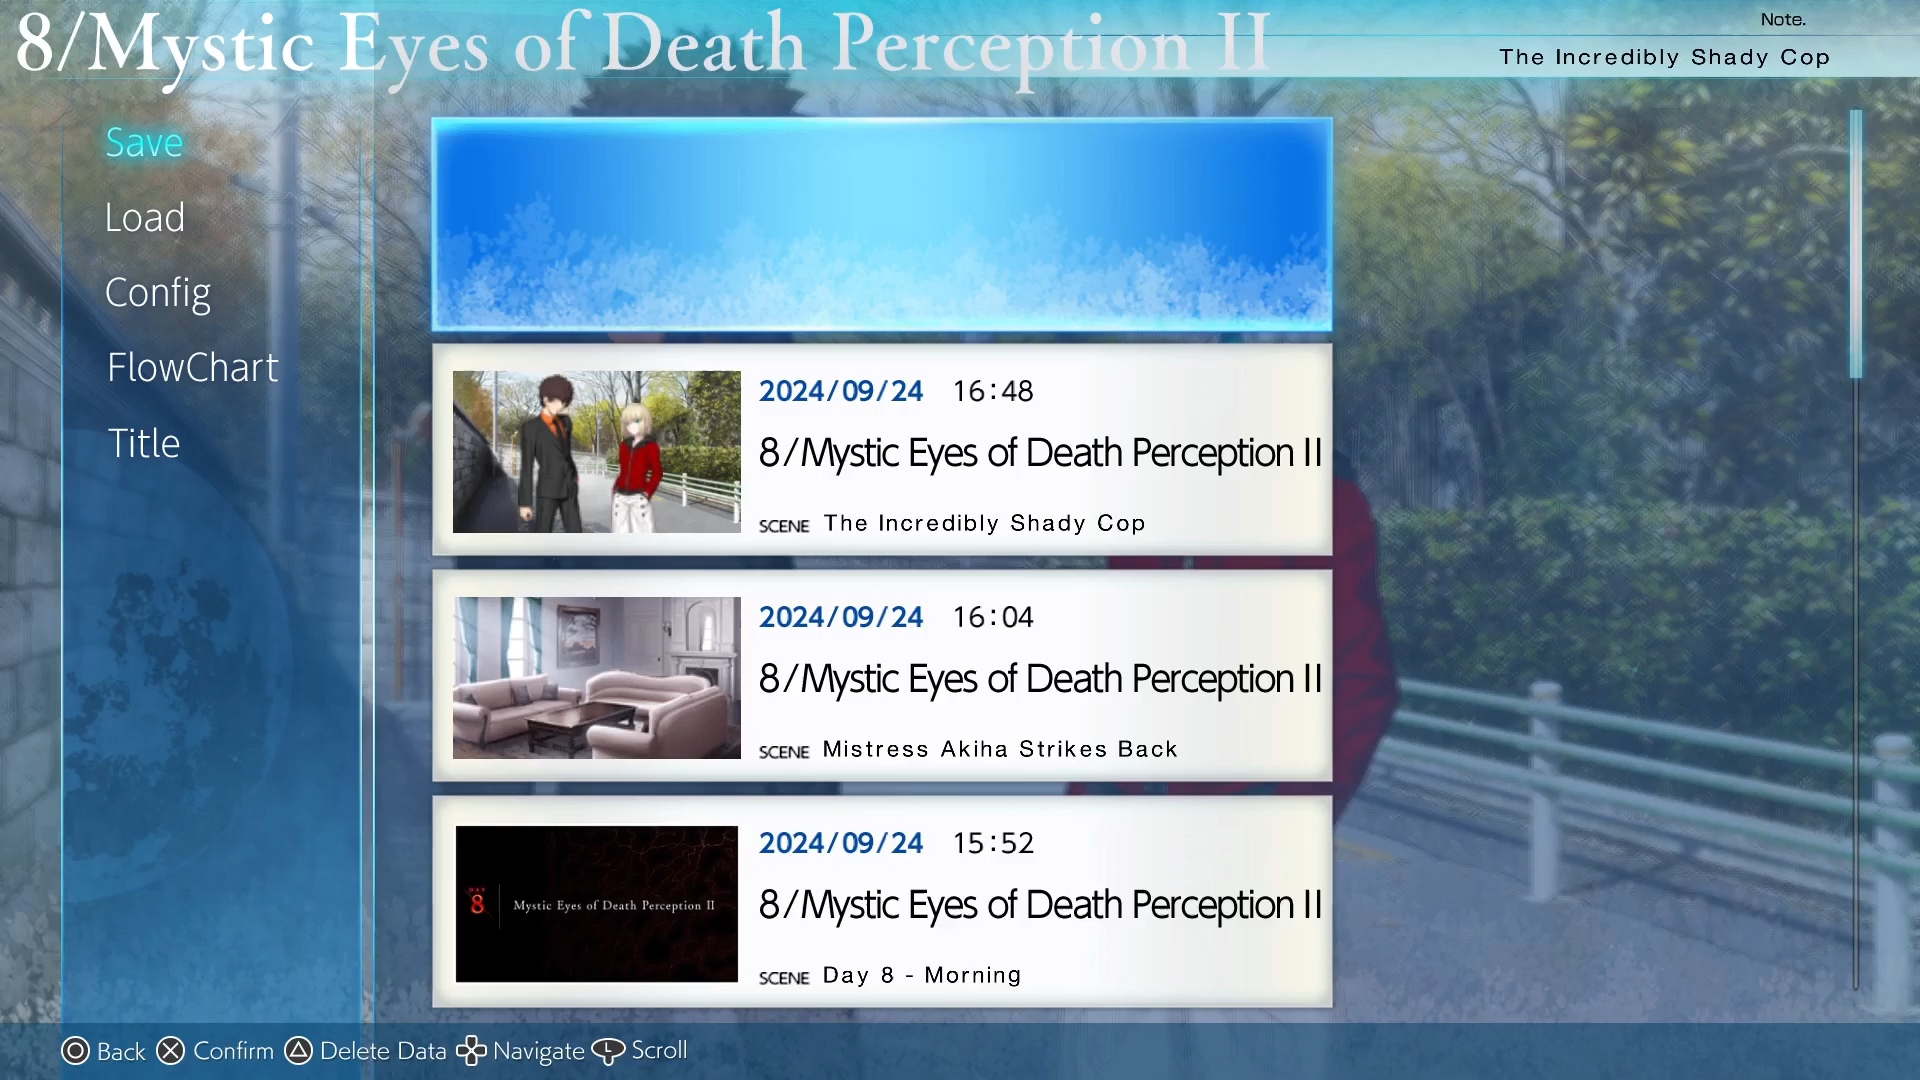 8/Mystic Eyes of Death Perception II
Note.
The Incredibly Shady Cop
Save
Load
Config
FlowChart
Title
2024/09/24 16:48
8/Mystic Eyes of Death Perception II
SCENE The Incredibly Shady Cop
2024/09/24 16:04
8/Mystic Eyes of Death Perception II
SCENE Mistress Akiha Strikes Back
DAY
8 Mystic Eyes of Death Perception II
2024/09/24 15:52
8/Mystic Eyes of Death Perception II
SCENE Day 8 - Morning
Back Confirm Delete Data Navigate L Scroll